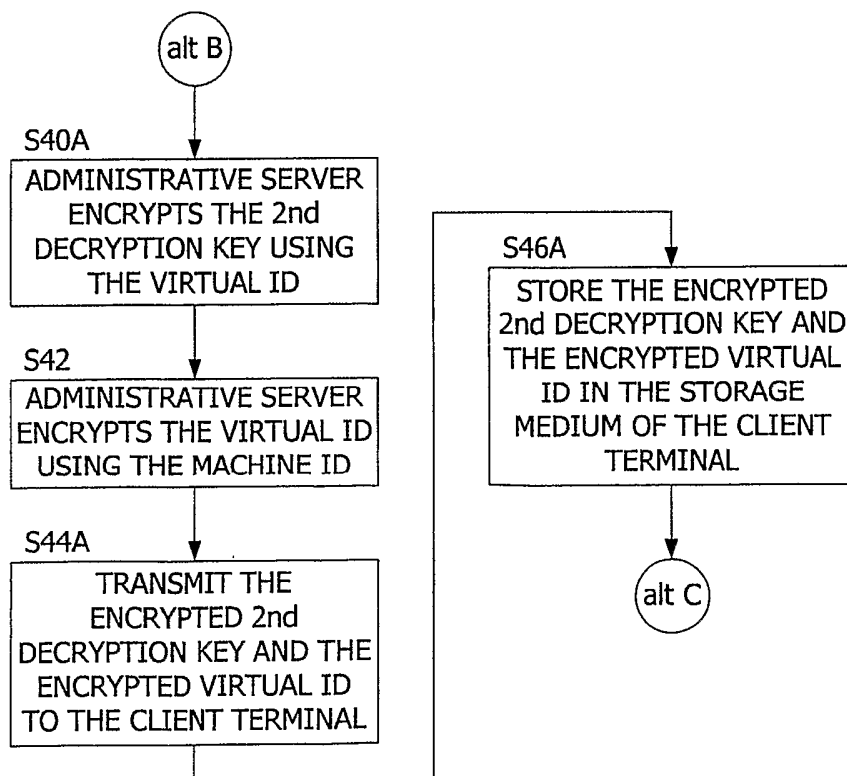 alt B
S40A
ADMINISTRATIVE SERVER
ENCRYPTS THE 2nd
DECRYPTION KEY USING
THE VIRTUAL ID
S42
ADMINISTRATIVE SERVER
ENCRYPTS THE VIRTUAL ID
USING THE MACHINE ID
S44A
TRANSMIT THE
ENCRYPTED 2nd
DECRYPTION KEY AND THE
ENCRYPTED VIRTUAL ID
TO THE CLIENT TERMINAL
S46A
STORE THE ENCRYPTED
2nd DECRYPTION KEY AND
THE ENCRYPTED VIRTUAL
ID IN THE STORAGE
MEDIUM OF THE CLIENT
TERMINAL
alt C